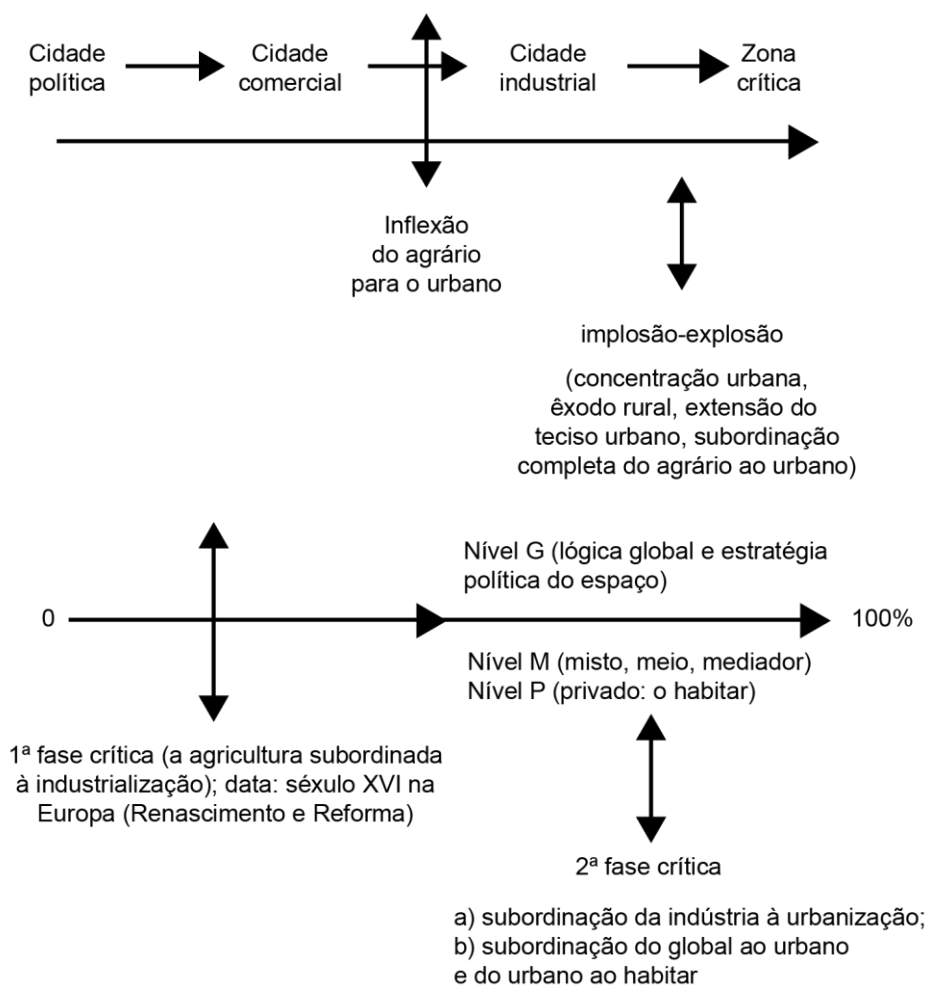 Cidade política
Cidade comercial
Cidade industrial
Zona crítica
Inflexão
do agrário
para o urbano
implosão-explosão
(concentração urbana,
êxodo rural, extensão do
teciso urbano, subordinação
completa do agrário ao urbano)
Nível G (lógica global e estratégia
política do espaço)
0
100%
Nível M (misto, meio, mediador)
Nível P (privado: o habitar)
1ª fase crítica (a agricultura subordinada
à industrialização); data: séxulo XVI na
Europa (Renascimento e Reforma)
2ª fase crítica
a) subordinação da indústria à urbanização;
b) subordinação do global ao urbano
e do urbano ao habitar